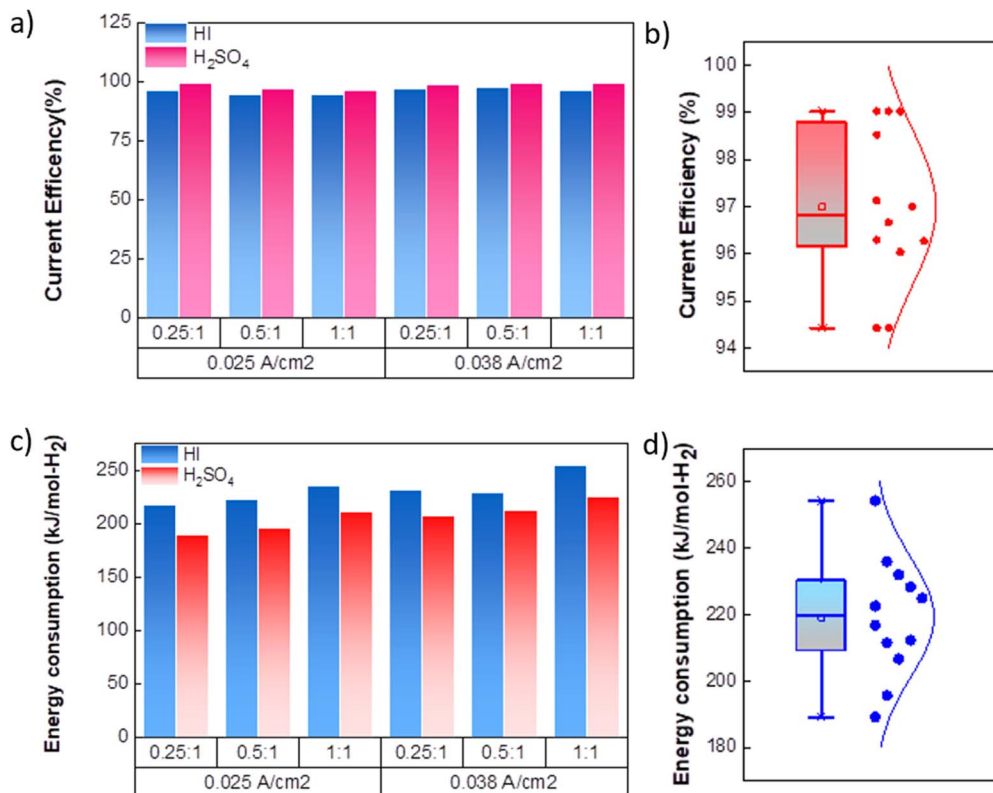 a)
Current Efficency(%)
125
100
75
50
25
0
HI
H2SO4
0.25:1 0.5:1 1:1 0.25:1 0.5:1 1:1
0.025 A/cm2 0.038 A/cm2
b)
Current Efficiency (%)
100
99
98
97
96
95
94
c)
Energy consumption (kJ/mol-H2)
250
200
150
100
50
0
HI
H2SO4
0.25:1 0.5:1 1:1 0.25:1 0.5:1 1:1
0.025 A/cm2 0.038 A/cm2
d)
Energy consumption (kJ/mol-H2)
260
240
220
200
180